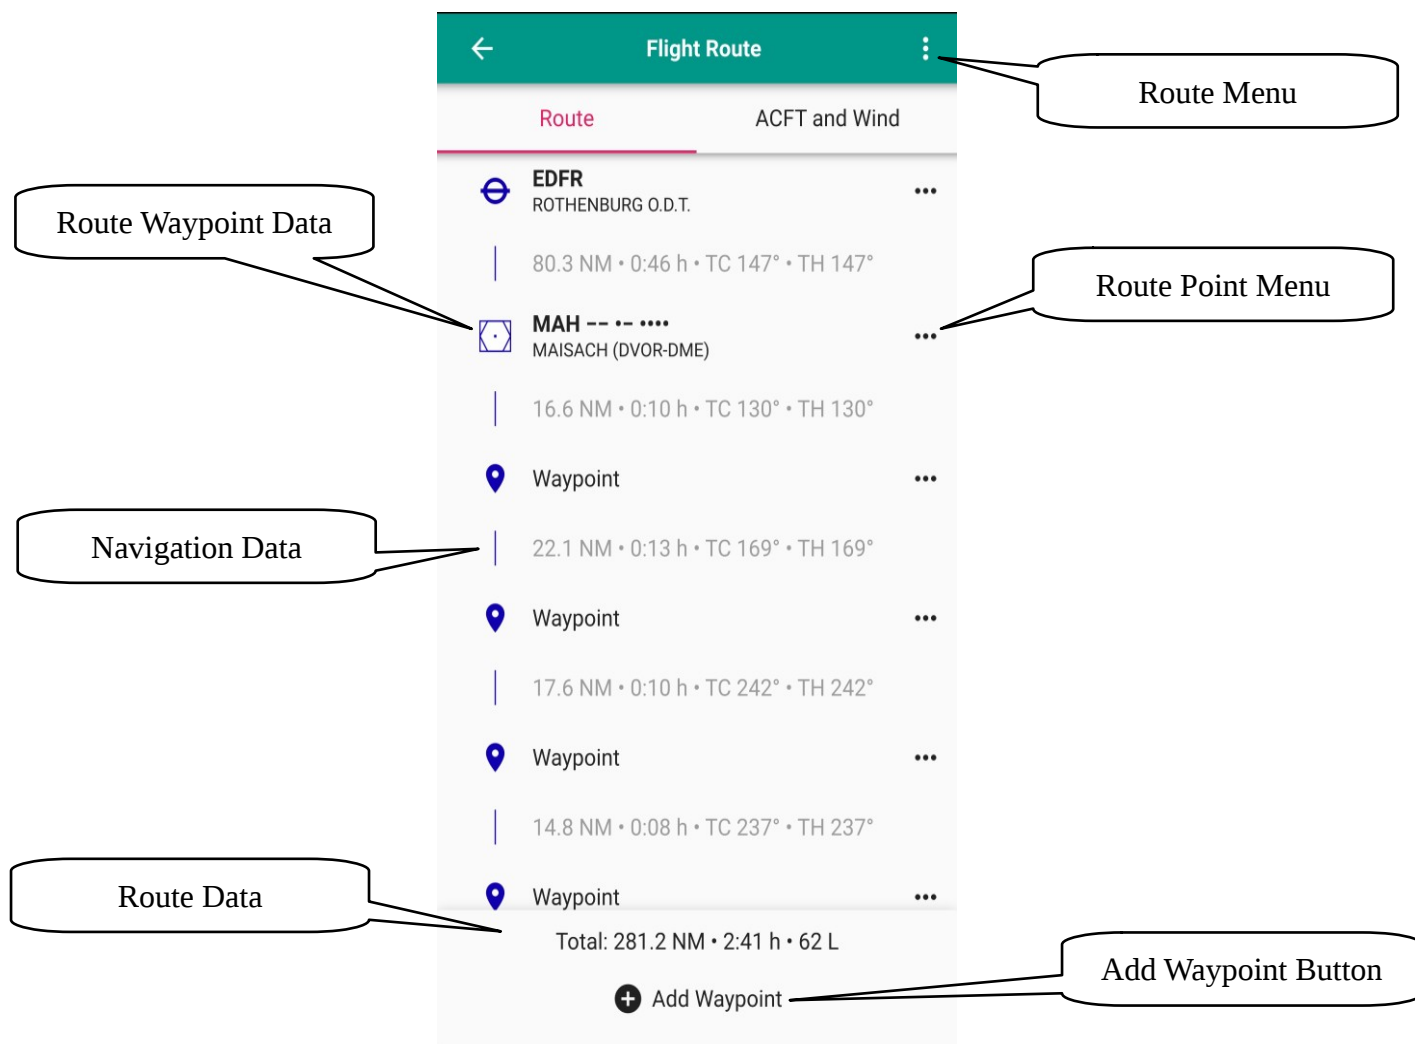 Flight Route
Route Menu
Route
ACFT and Wind
EDFR
ROTHENBURG O.D.T.
Route Waypoint Data
80.3 NM • 0:46 h • TC 147° • TH 147°
Route Point Menu
MAH −− •− ••••
MAISACH (DVOR-DME)
16.6 NM • 0:10 h • TC 130° • TH 130°
Waypoint
Navigation Data
22.1 NM • 0:13 h • TC 169° • TH 169°
Waypoint
17.6 NM • 0:10 h • TC 242° • TH 242°
Waypoint
14.8 NM • 0:08 h • TC 237° • TH 237°
Route Data
Waypoint
Total: 281.2 NM • 2:41 h • 62 L
Add Waypoint Button
Add Waypoint